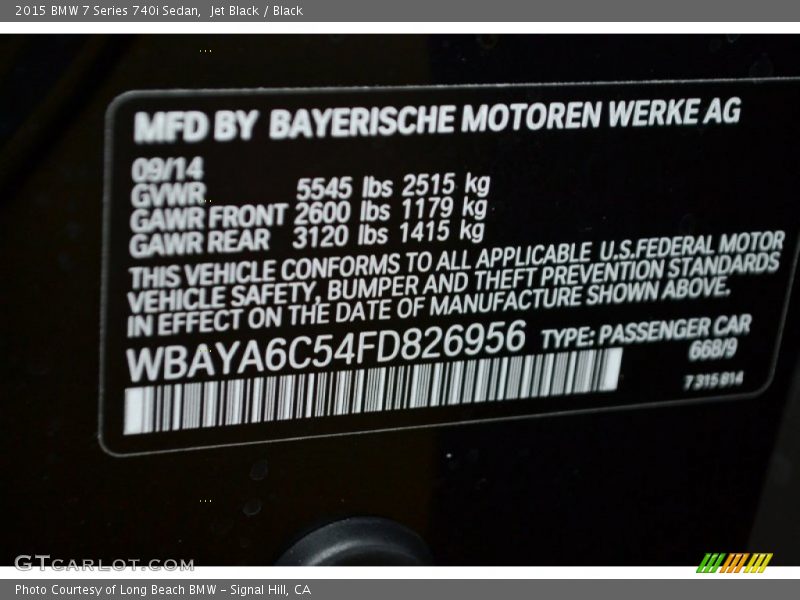 2015 BMW 7 Series 740i Sedan,  Jet Black / Black
MFD BY BAYERISCHE MOTOREN WERKE AG
09/14
GVWR 5545 lbs 2515 kg
GAWR FRONT 2600 lbs 1179 kg
GAWR REAR 3120 lbs 1415 kg
THIS VEHICLE CONFORMS TO ALL APPLICABLE U.S.FEDERAL MOTOR
VEHICLE SAFETY, BUMPER AND THEFT PREVENTION STANDARDS
IN EFFECT ON THE DATE OF MANUFACTURE SHOWN ABOVE.
WBAYA6C54FD826956 TYPE: PASSENGER CAR
668/9
7 315 814
GTCARLOT.COM
Photo Courtesy of Long Beach BMW – Signal Hill, CA